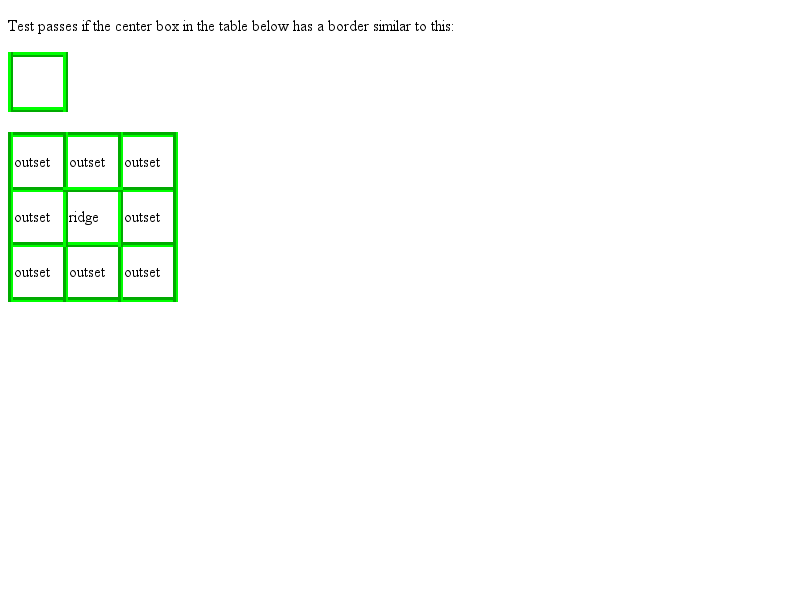 Test passes if the center box in the table below has a border similar to this:
outset outset outset
outset ridge outset
outset outset outset